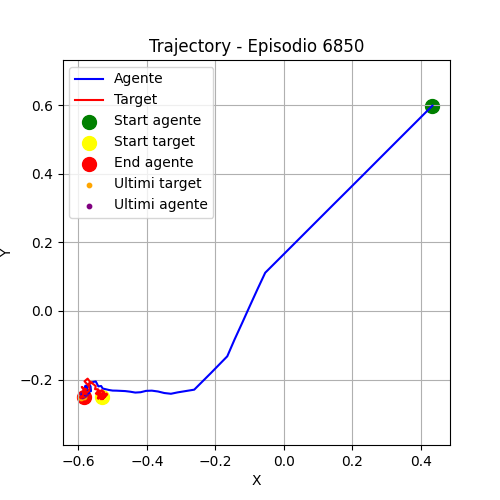 Trajectory - Episodio 6850
Agente
Target
Start agente
Start target
End agente
Ultimi target
Ultimi agente
0.6
0.4
0.2
0.0
−0.2
Y
−0.6
−0.4
−0.2
0.0
0.2
0.4
X